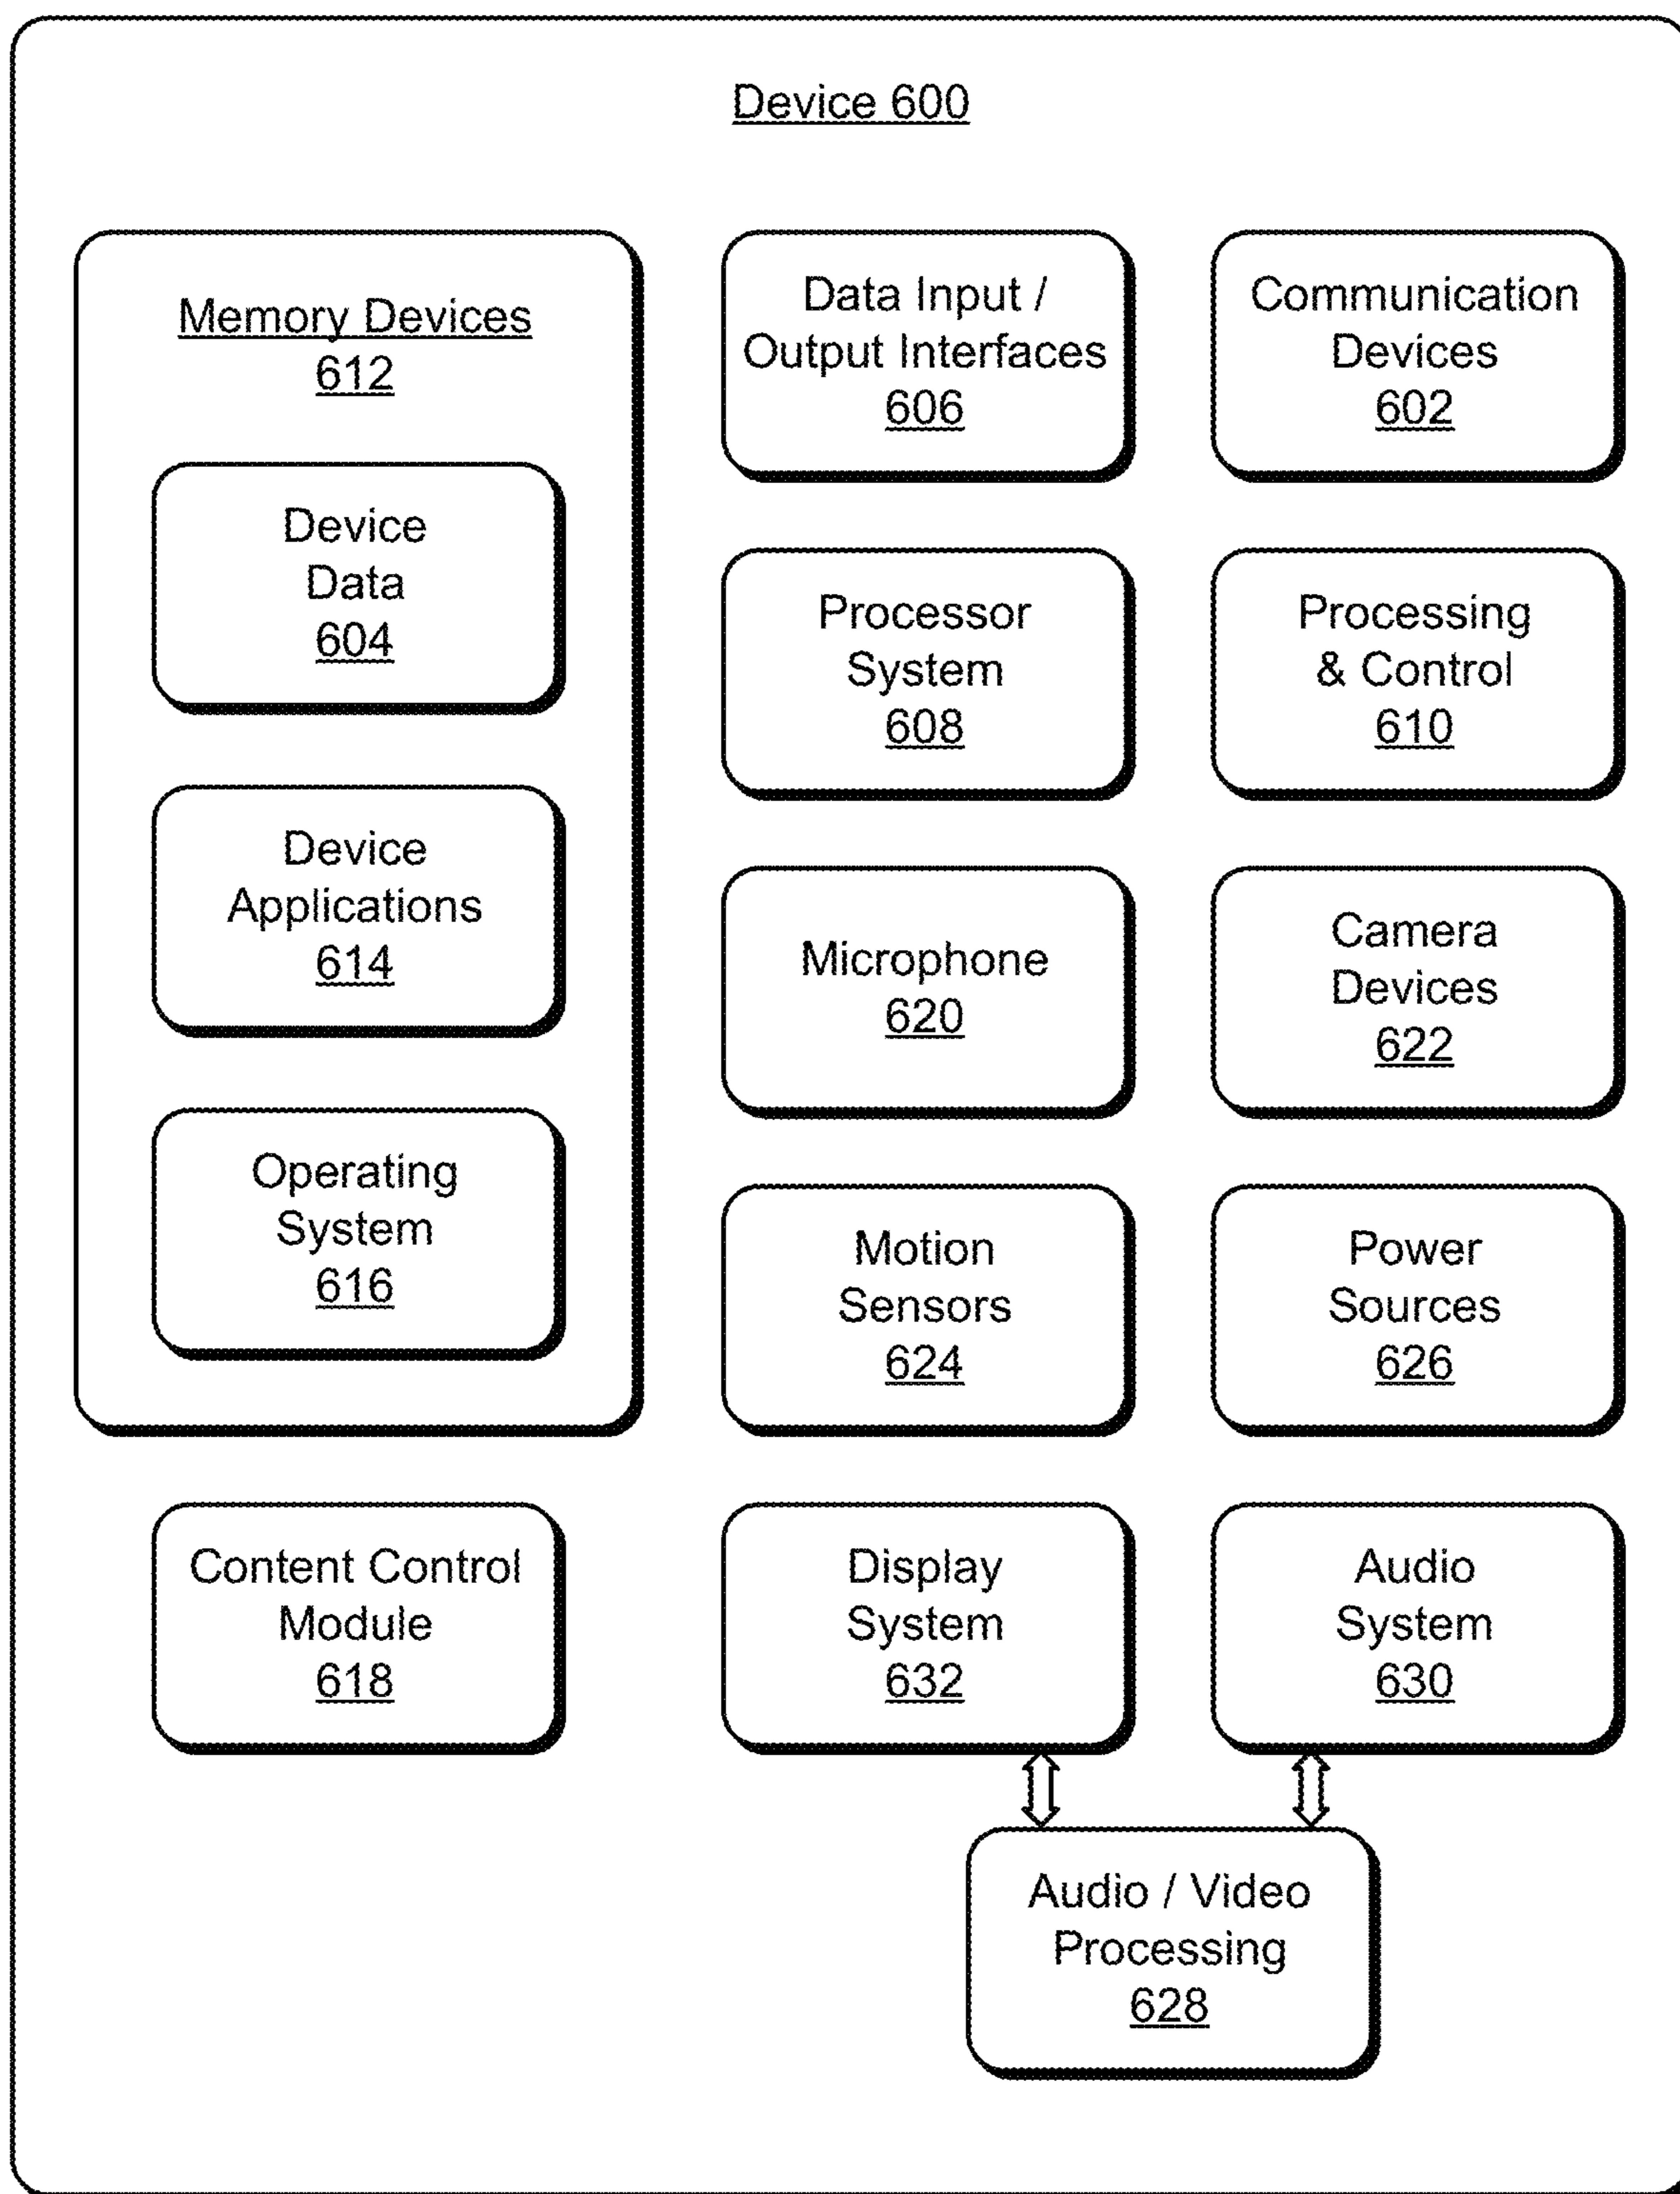 Device 600
Memory Devices
612
Device
Data
604
Device
Applications
614
Operating
System
616
Content Control
Module
618
Data Input /
Output Interfaces
606
Communication
Devices
602
Processor
System
608
Processing
& Control
610
Microphone
620
Camera
Devices
622
Motion
Sensors
624
Power
Sources
626
Display
System
632
Audio
System
630
Audio / Video
Processing
628